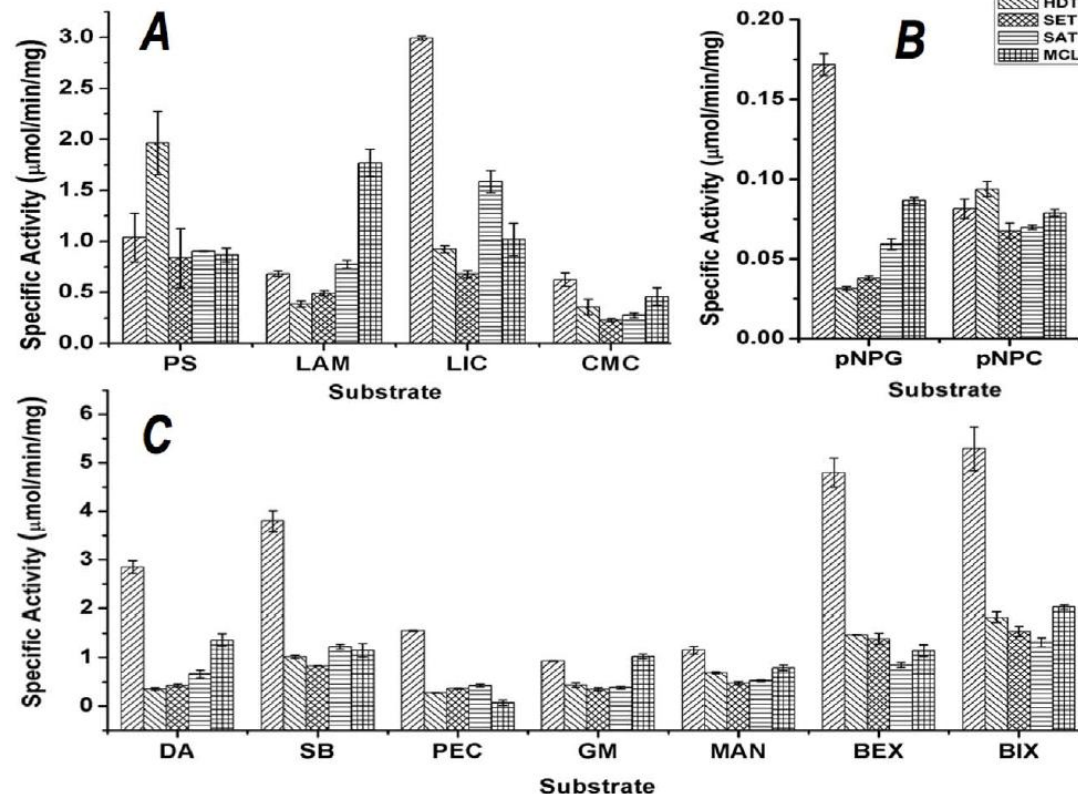 A
Specific Activity (µmol/min/mg)
3.0
2.5
2.0
1.5
1.0
0.5
0.0
PS LAM LIC CMC
Substrate
B
HDT
SET
SAT
MCL
Specific Activity (µmol/min/mg)
0.20
0.15
0.10
0.05
0.00
pNPG pNPC
Substrate
C
Specific Activity (µmol/min/mg)
6
5
4
3
2
1
0
DA SB PEC GM MAN BEX BIX
Substrate